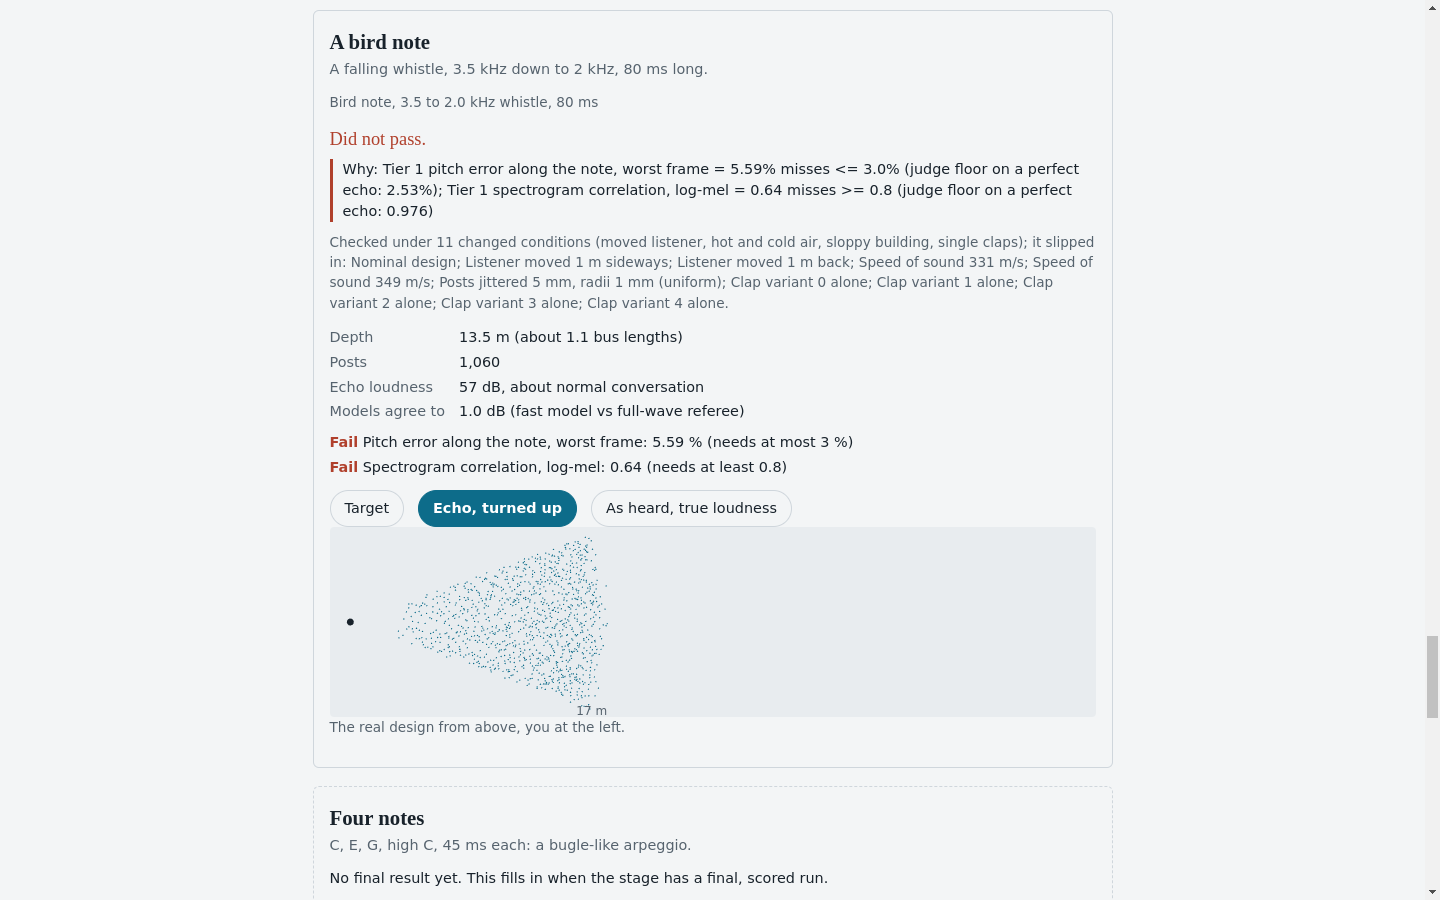 A bird note
A falling whistle, 3.5 kHz down to 2 kHz, 80 ms long.
Bird note, 3.5 to 2.0 kHz whistle, 80 ms
Did not pass.
Why: Tier 1 pitch error along the note, worst frame = 5.59% misses <= 3.0% (judge floor on a perfect
echo: 2.53%); Tier 1 spectrogram correlation, log-mel = 0.64 misses >= 0.8 (judge floor on a perfect
echo: 0.976)
Checked under 11 changed conditions (moved listener, hot and cold air, sloppy building, single claps); it slipped
in: Nominal design; Listener moved 1 m sideways; Listener moved 1 m back; Speed of sound 331 m/s; Speed of
sound 349 m/s; Posts jittered 5 mm, radii 1 mm (uniform); Clap variant 0 alone; Clap variant 1 alone; Clap
variant 2 alone; Clap variant 3 alone; Clap variant 4 alone.
Depth 13.5 m (about 1.1 bus lengths)
Posts 1,060
Echo loudness 57 dB, about normal conversation
Models agree to 1.0 dB (fast model vs full-wave referee)
Fail Pitch error along the note, worst frame: 5.59 % (needs at most 3 %)
Fail Spectrogram correlation, log-mel: 0.64 (needs at least 0.8)
Target Echo, turned up As heard, true loudness
17 m
The real design from above, you at the left.
Four notes
C, E, G, high C, 45 ms each: a bugle-like arpeggio.
No final result yet. This fills in when the stage has a final, scored run.